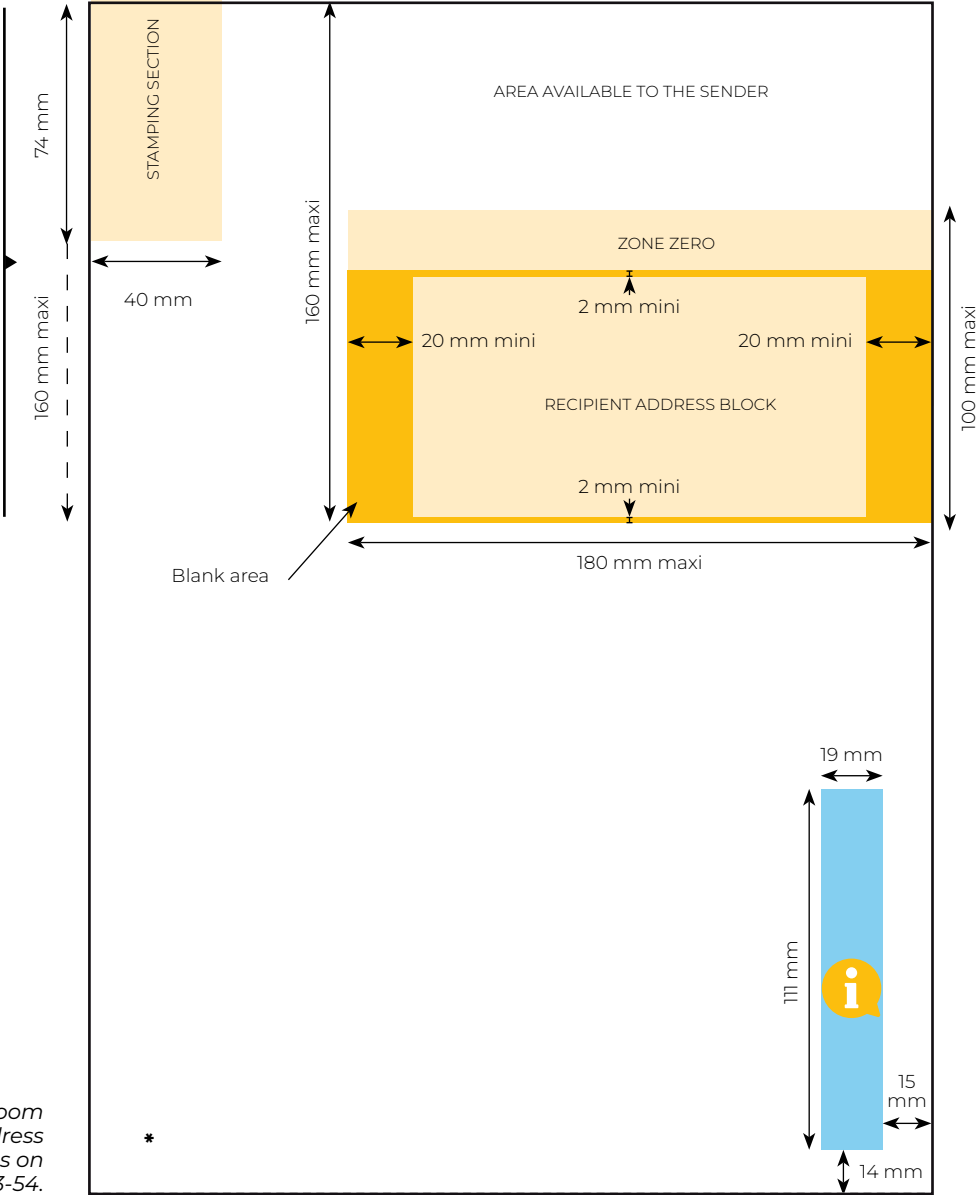 STAMPING SECTION
74 mm
160 mm maxi
40 mm
160 mm maxi
AREA AVAILABLE TO THE SENDER
ZONE ZERO
2 mm mini
20 mm mini
20 mm mini
RECIPIENT ADDRESS BLOCK
2 mm mini
100 mm maxi
180 mm maxi
Blank area
19 mm
111 mm
i
15
mm
14 mm
*
s on